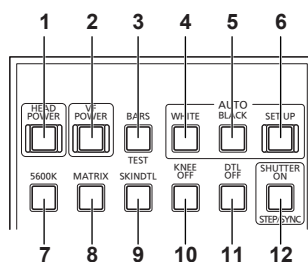 1 2 3 4 5 6
HEAD POWER
VF POWER
BARS
AUTO
WHITE
BLACK
SET UP
TEST
5600K
MATRIX
SKINDTL
KNEE OFF
DTL OFF
SHUTTER ON
STEP/SYNC
7 8 9 10 11 12